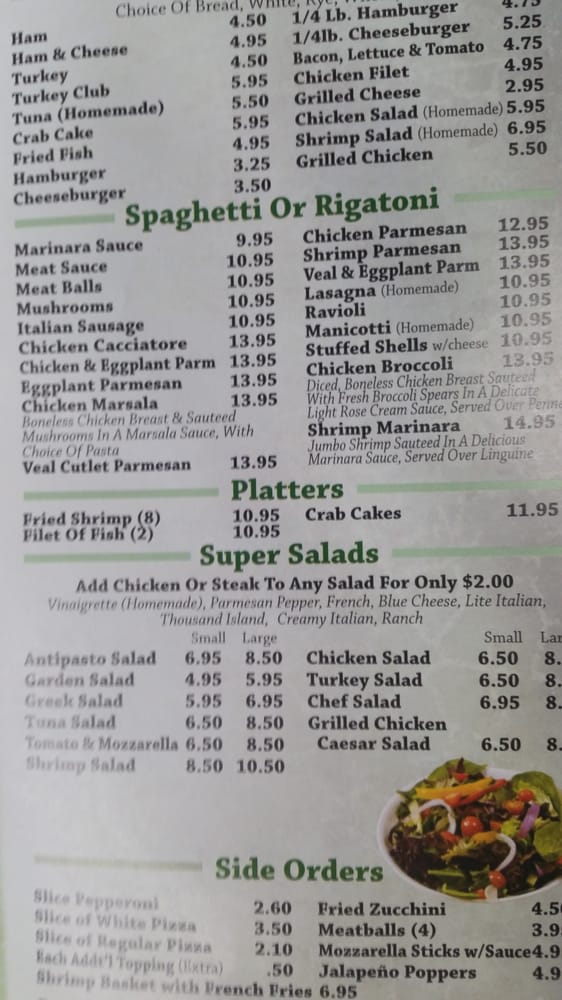 Choice Of Bread, White, Rye,
Ham 4.50
Ham & Cheese 4.95
Turkey 4.50
Turkey Club 5.95
Tuna (Homemade) 5.50
Crab Cake 5.95
Fried Fish 4.95
Hamburger 3.25
Cheeseburger 3.50
1/4 Lb. Hamburger 4.75
1/4lb. Cheeseburger 5.25
Bacon, Lettuce & Tomato 4.75
Chicken Filet 4.95
Grilled Cheese 2.95
Chicken Salad (Homemade) 5.95
Shrimp Salad (Homemade) 6.95
Grilled Chicken 5.50
Spaghetti Or Rigatoni
Marinara Sauce 9.95
Meat Sauce 10.95
Meat Balls 10.95
Mushrooms 10.95
Italian Sausage 10.95
Chicken Cacciatore 13.95
Chicken & Eggplant Parm 13.95
Eggplant Parmesan 13.95
Chicken Marsala 13.95
Boneless Chicken Breast & Sauteed
Mushrooms In A Marsala Sauce, With
Choice Of Pasta
Veal Cutlet Parmesan 13.95
Chicken Parmesan 12.95
Shrimp Parmesan 13.95
Veal & Eggplant Parm 13.95
Lasagna (Homemade) 10.95
Ravioli 10.95
Manicotti (Homemade) 10.95
Stuffed Shells w/cheese 10.95
Chicken Broccoli 13.95
Diced, Boneless Chicken Breast Sauteed
With Fresh Broccoli Spears In A Delicate
Light Rose Cream Sauce, Served Over Penne
Shrimp Marinara 14.95
Jumbo Shrimp Sauteed In A Delicious
Marinara Sauce, Served Over Linguine
Platters
Fried Shrimp (8) 10.95
Filet Of Fish (2) 10.95
Crab Cakes 11.95
Super Salads
Add Chicken Or Steak To Any Salad For Only $2.00
Vinaigrette (Homemade), Parmesan Pepper, French, Blue Cheese, Lite Italian,
Thousand Island, Creamy Italian, Ranch
Small Large
Antipasto Salad 6.95 8.50
Garden Salad 4.95 5.95
Greek Salad 5.95 6.95
Tuna Salad 6.50 8.50
Tomato & Mozzarella 6.50 8.50
Shrimp Salad 8.50 10.50
Small Lar
Chicken Salad 6.50 8.
Turkey Salad 6.50 8.
Chef Salad 6.95 8.
Grilled Chicken
Caesar Salad 6.50 8.
Side Orders
Slice Pepperoni 2.60
Slice of White Pizza 3.50
Slice of Regular Pizza 2.10
Each Addt'l Topping (Extra) .50
Shrimp Basket with French Fries 6.95
Fried Zucchini 4.5
Meatballs (4) 3.9
Mozzarella Sticks w/Sauce 4.9
Jalapeño Poppers 4.9